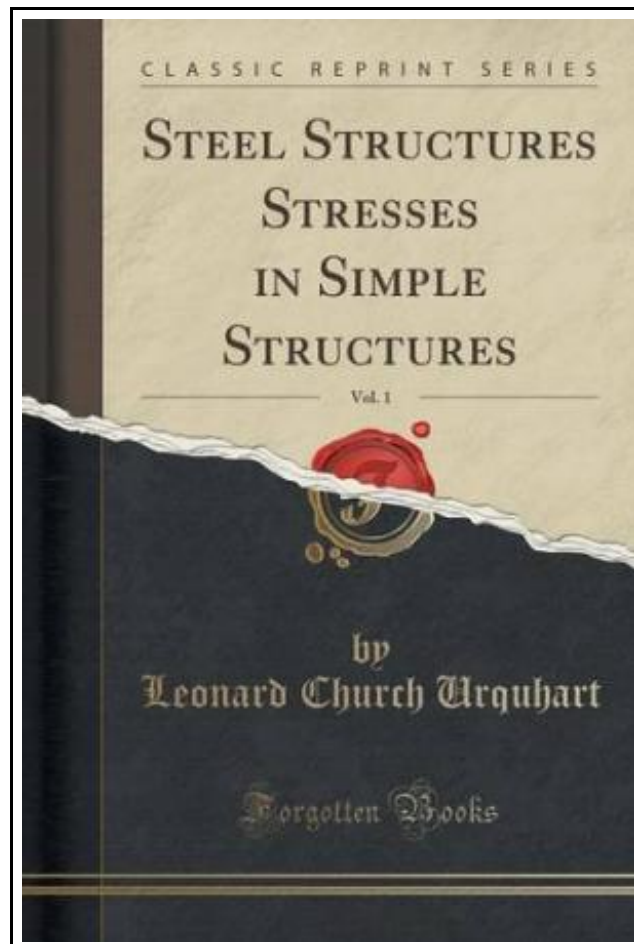 CLASSIC REPRINT SERIES
STEEL STRUCTURES
STRESSES
IN SIMPLE
STRUCTURES
Vol. 1
F
by
Leonard Church Urquhart
Forgotten Books